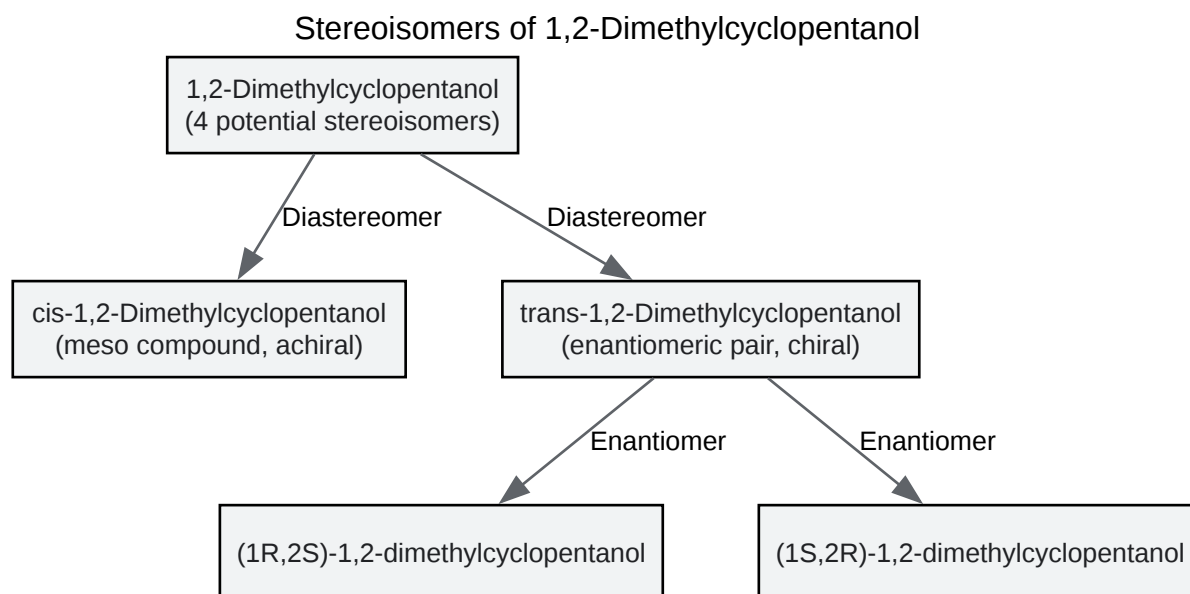 Stereoisomers of 1,2-Dimethylcyclopentanol
1,2-Dimethylcyclopentanol
(4 potential stereoisomers)
Diastereomer
Diastereomer
cis-1,2-Dimethylcyclopentanol
(meso compound, achiral)
trans-1,2-Dimethylcyclopentanol
(enantiomeric pair, chiral)
Enantiomer
Enantiomer
(1R,2S)-1,2-dimethylcyclopentanol
(1S,2R)-1,2-dimethylcyclopentanol